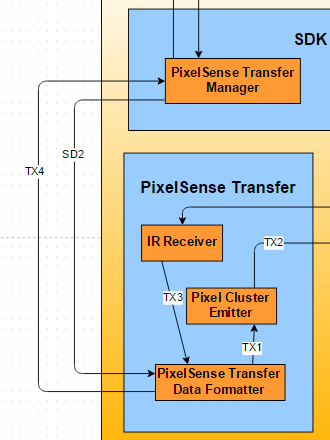 SDK
PixelSense Transfer
Manager
SD2
TX4
PixelSense Transfer
IR Receiver
TX2
TX3
Pixel Cluster
Emitter
TX1
PixelSense Transfer
Data Formatter